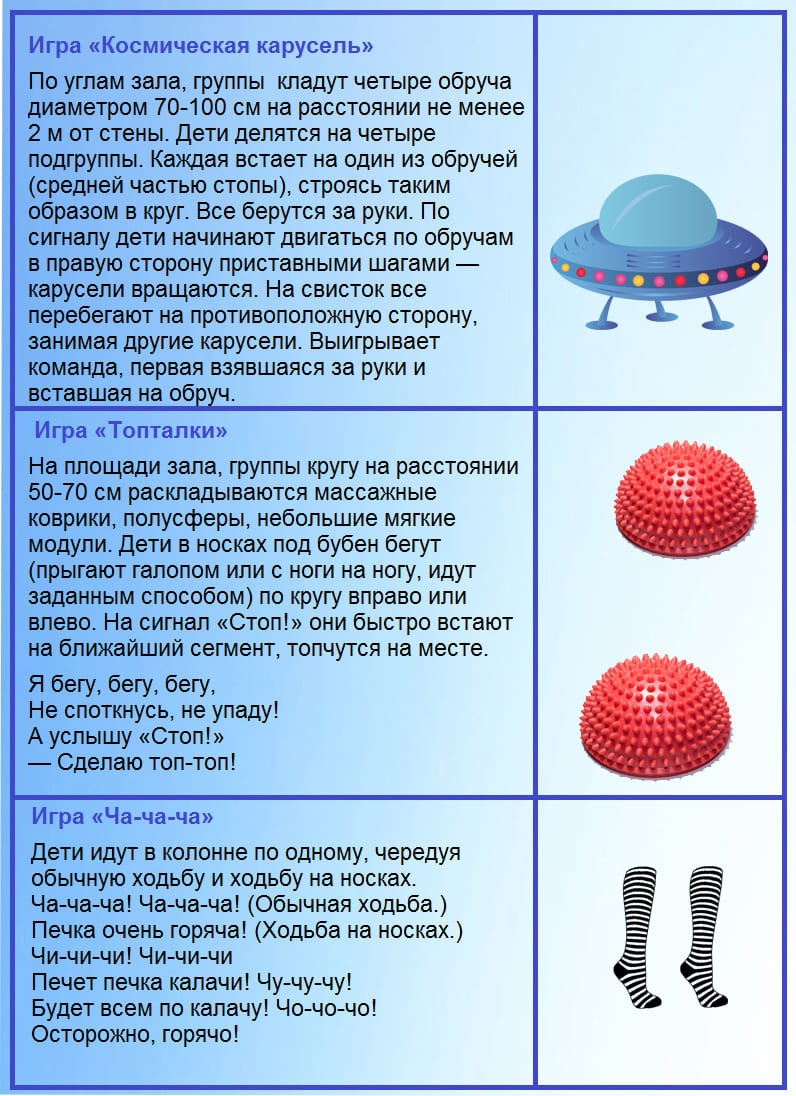 Игра «Космическая карусель»
По углам зала, группы кладут четыре обруча
диаметром 70-100 см на расстоянии не менее
2 м от стены. Дети делятся на четыре
подгруппы. Каждая встает на один из обручей
(средней частью стопы), строясь таким
образом в круг. Все берутся за руки. По
сигналу дети начинают двигаться по обручам
в правую сторону приставными шагами —
карусели вращаются. На свисток все
перебегают на противоположную сторону,
занимая другие карусели. Выигрывает
команда, первая взявшаяся за руки и
вставшая на обруч.
Игра «Топталки»
На площади зала, группы кругу на расстоянии
50-70 см раскладываются массажные
коврики, полусферы, небольшие мягкие
модули. Дети в носках под бубен бегут
(прыгают галопом или с ноги на ногу, идут
заданным способом) по кругу вправо или
влево. На сигнал «Стоп!» они быстро встают
на ближайший сегмент, топчутся на месте.
Я бегу, бегу, бегу,
Не споткнусь, не упаду!
А услышу «Стоп!»
— Сделаю топ-топ!
Игра «Ча-ча-ча»
Дети идут в колонне по одному, чередуя
обычную ходьбу и ходьбу на носках.
Ча-ча-ча! Ча-ча-ча! (Обычная ходьба.)
Печка очень горяча! (Ходьба на носках.)
Чи-чи-чи! Чи-чи-чи
Печет печка калачи! Чу-чу-чу!
Будет всем по калачу! Чо-чо-чо!
Осторожно, горячо!